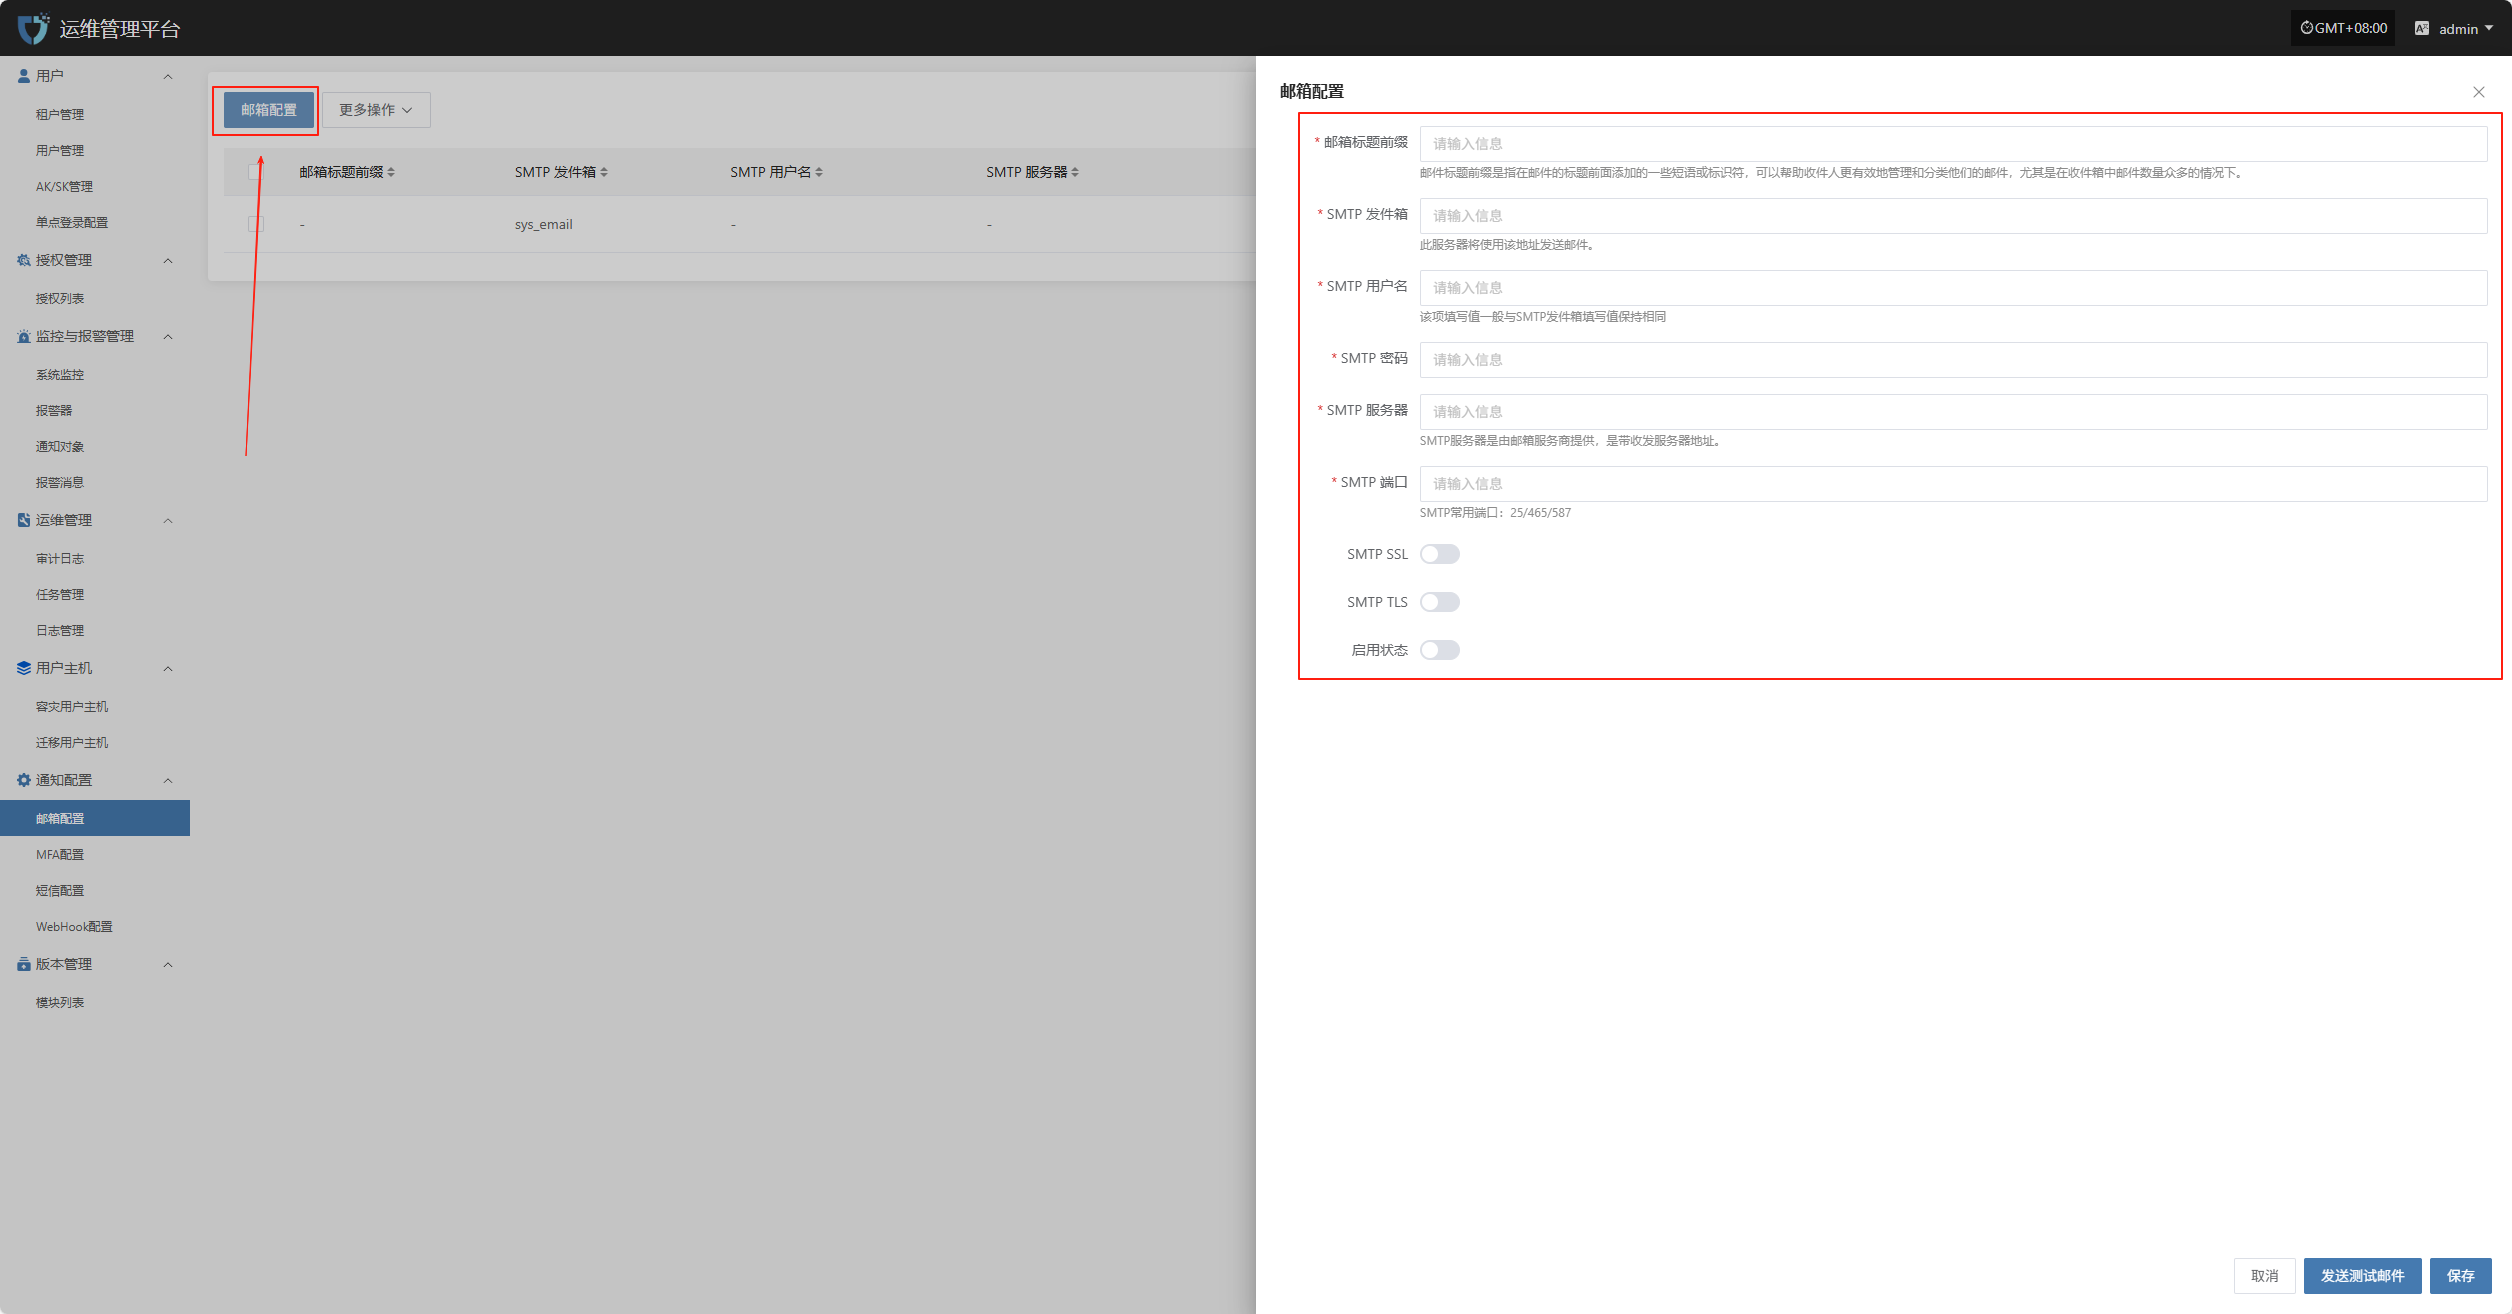 运维管理平台
GMT+08:00
admin
用户
租户管理
用户管理
AK/SK管理
单点登录配置
授权管理
授权列表
监控与报警管理
系统监控
报警器
通知对象
报警消息
运维管理
审计日志
任务管理
日志管理
用户主机
容灾用户主机
迁移用户主机
通知配置
邮箱配置
MFA配置
短信配置
WebHook配置
版本管理
模块列表
邮箱配置 更多操作
邮箱标题前缀 SMTP 发件箱 SMTP 用户名 SMTP 服务器
- sys_email - -
邮箱配置
* 邮箱标题前缀 请输入信息
邮件标题前缀是指在邮件的标题前面添加的一些短语或标识符，可以帮助收件人更有效地管理和分类他们的邮件，尤其是在收件箱中邮件数量众多的情况下。
* SMTP 发件箱 请输入信息
此服务器将使用该地址发送邮件。
* SMTP 用户名 请输入信息
该项填写值一般与SMTP发件箱填写值保持相同
* SMTP 密码 请输入信息
* SMTP 服务器 请输入信息
SMTP服务器是由邮箱服务商提供，是带收发服务器地址。
* SMTP 端口 请输入信息
SMTP常用端口：25/465/587
SMTP SSL
SMTP TLS
启用状态
取消 发送测试邮件 保存